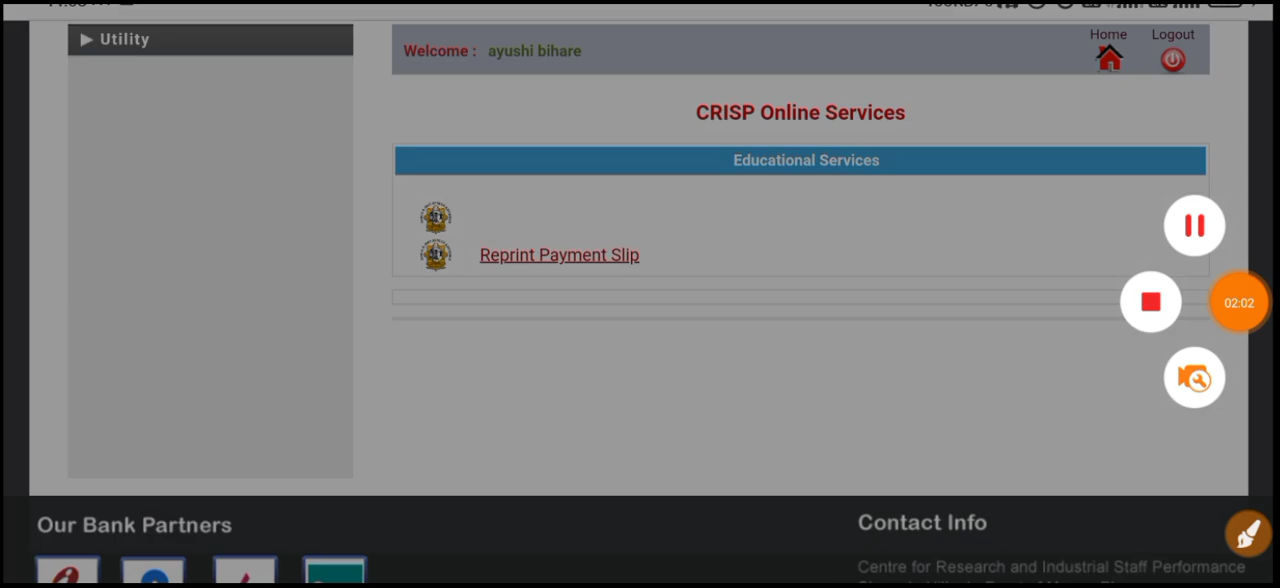 Utility
Welcome : ayushi bihare
Home
Logout
CRISP Online Services
Educational Services
Reprint Payment Slip
02:02
Our Bank Partners
Contact Info
Centre for Research and Industrial Staff Performance